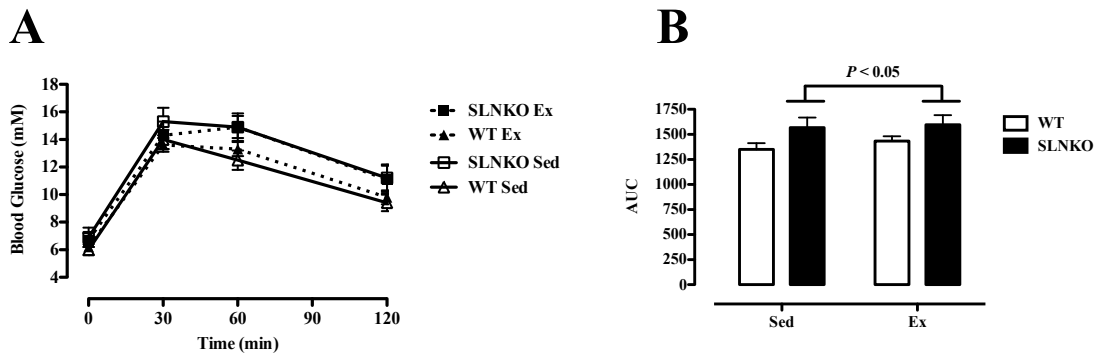 A
Blood Glucose (mM)
18
16
14
12
10
8
6
4
0
30
60
90
120
Time (min)
SLNKO Ex
WT Ex
SLNKO Sed
WT Sed
B
P < 0.05
AUC
1750
1500
1250
1000
750
500
250
0
Sed
Ex
WT
SLNKO